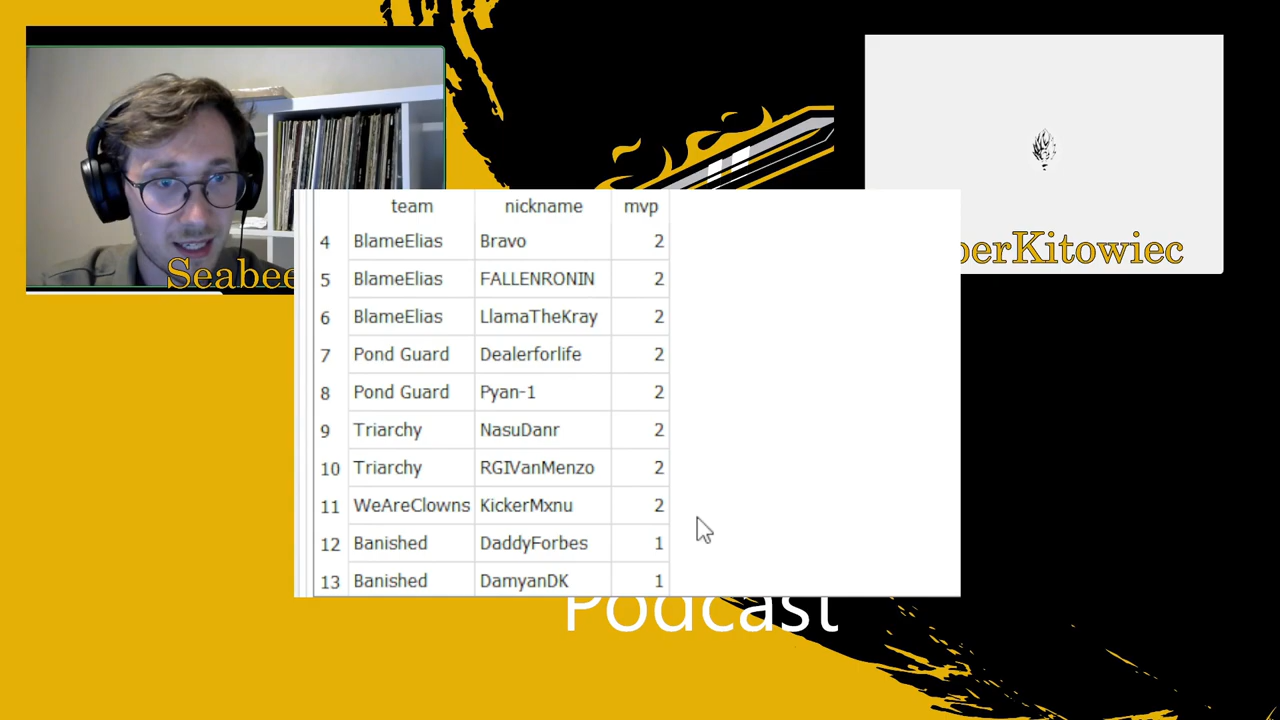 Seabee
berKitowiec
team nickname mvp
4 BlameElias Bravo 2
5 BlameElias FALLENRONIN 2
6 BlameElias LlamaTheKray 2
7 Pond Guard Dealerforlife 2
8 Pond Guard Pyan-1 2
9 Triarchy NasuDanr 2
10 Triarchy RGIVanMenzo 2
11 WeAreClowns KickerMxnu 2
12 Banished DaddyForbes 1
13 Banished DamyanDK 1
Podcast